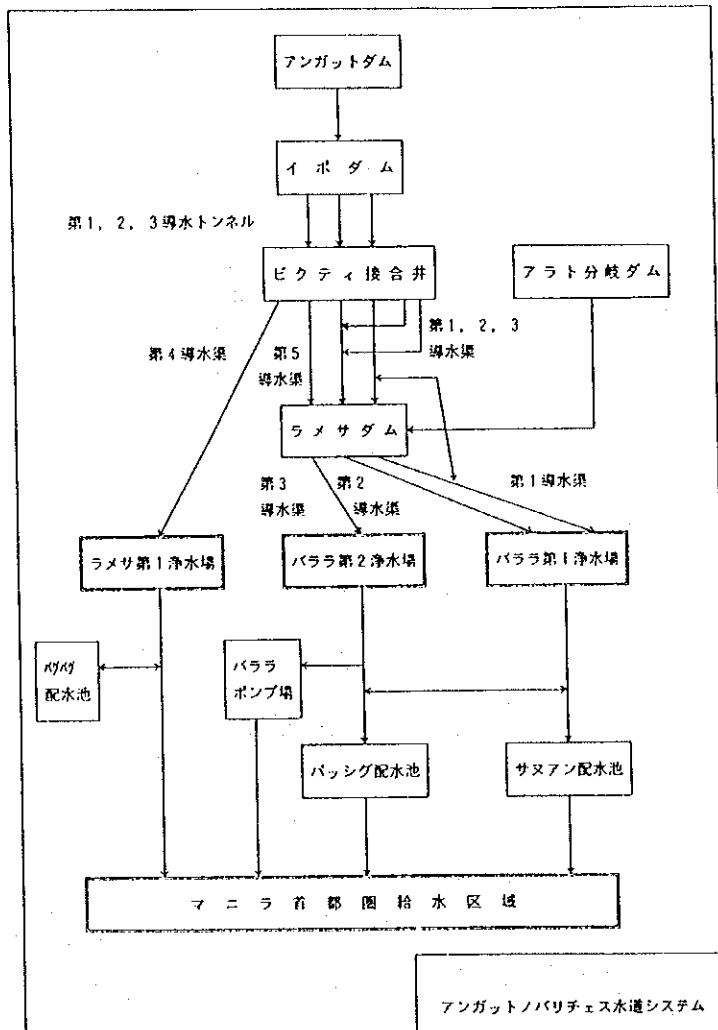 アンガットダム
イポダム
第1,2,3導水トンネル
ビクティ接合井
アラト分岐ダム
第4導水渠
第5
導水渠
第1,2,3
導水渠
ラメサダム
第3
導水渠
第2
導水渠
第1導水渠
ラメサ第1浄水場
バララ第2浄水場
バララ第1浄水場
バグバグ
配水池
バララ
ポンプ場
パッシグ配水池
サヌアン配水池
マニラ首都圏給水区域
アンガットノバリチェス水道システム